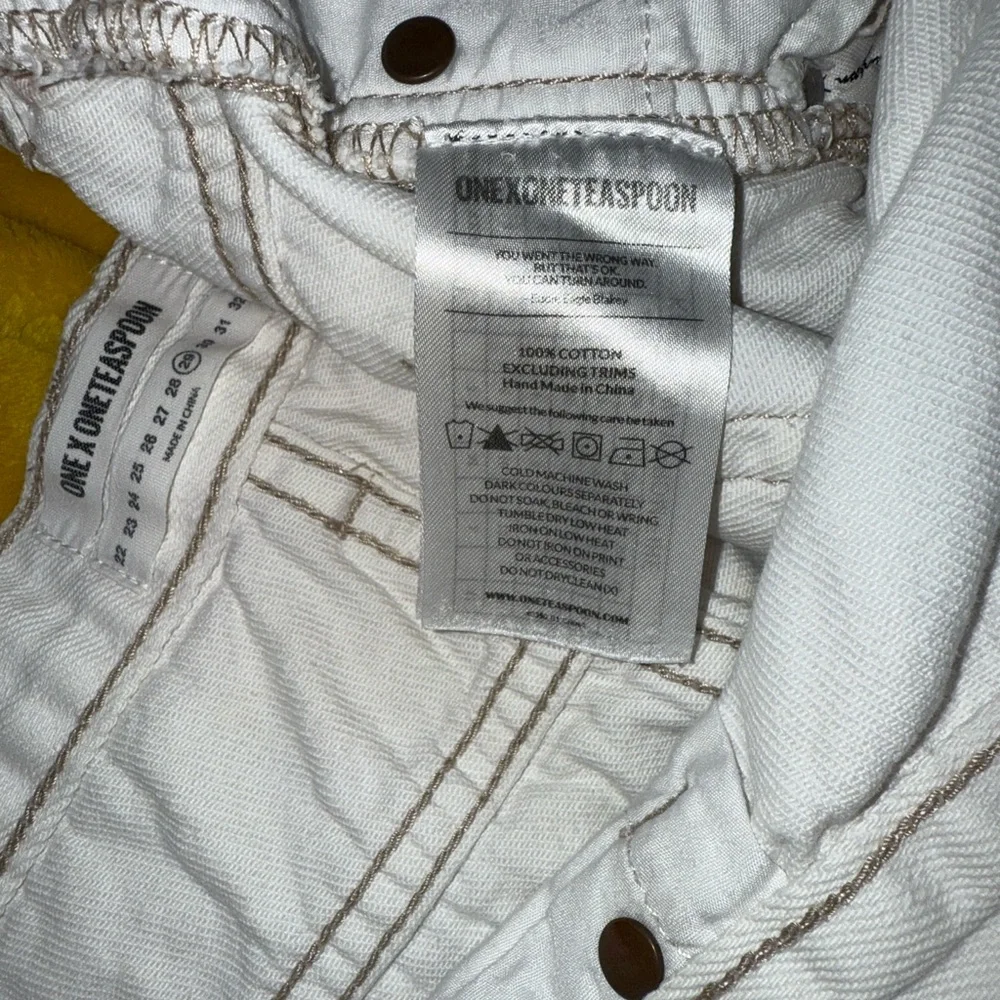 ONEXONETEASPOON
YOU WENT THE WRONG WAY.
BUT THAT'S OK.
YOU CAN TURN AROUND.
Eagle Blakey
100% COTTON
EXCLUDING TRIMS
Hand Made in China
We suggest the following care be taken
COLD MACHINE WASH
DARK COLOURS SEPARATELY
DO NOT SOAK, BLEACH OR WRING
TUMBLE DRY LOW HEAT
IRON ON LOW HEAT
DO NOT IRON ON PRINT
OR ACCESSORIES
DO NOT DRYCLEAN (X)
WWW.ONETEASPOON.COM
ONE X ONETEASPOON
22 23 24 25 26 27 28 29 30 31 32
MADE IN CHINA